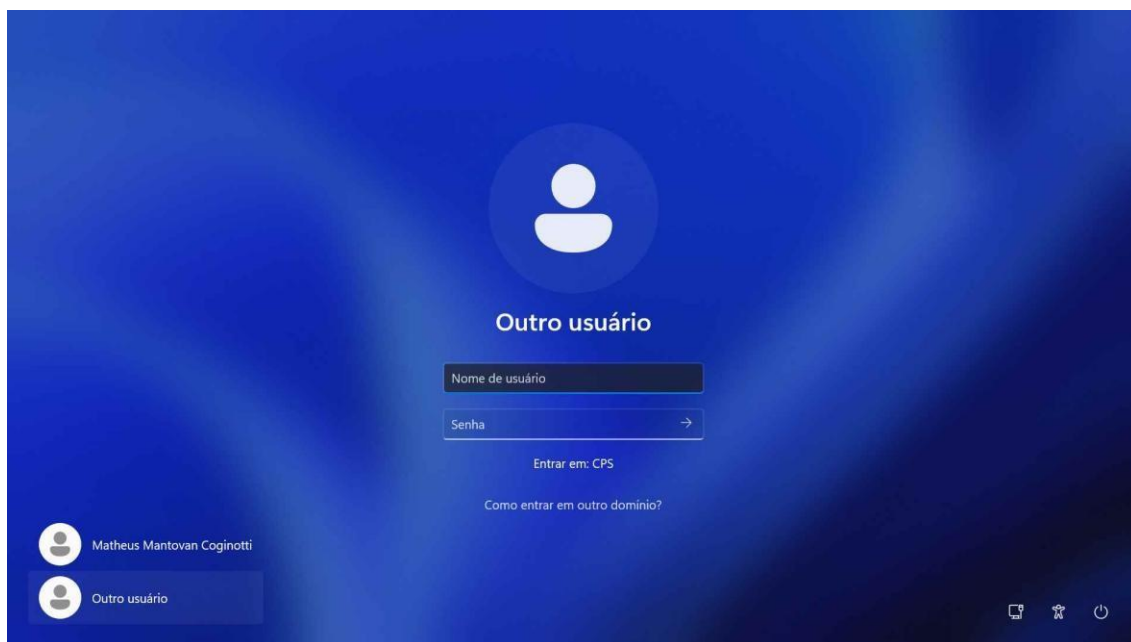 Outro usuário
Nome de usuário
Senha
Entrar em: CPS
Como entrar em outro domínio?
Matheus Mantovan Coginotti
Outro usuário